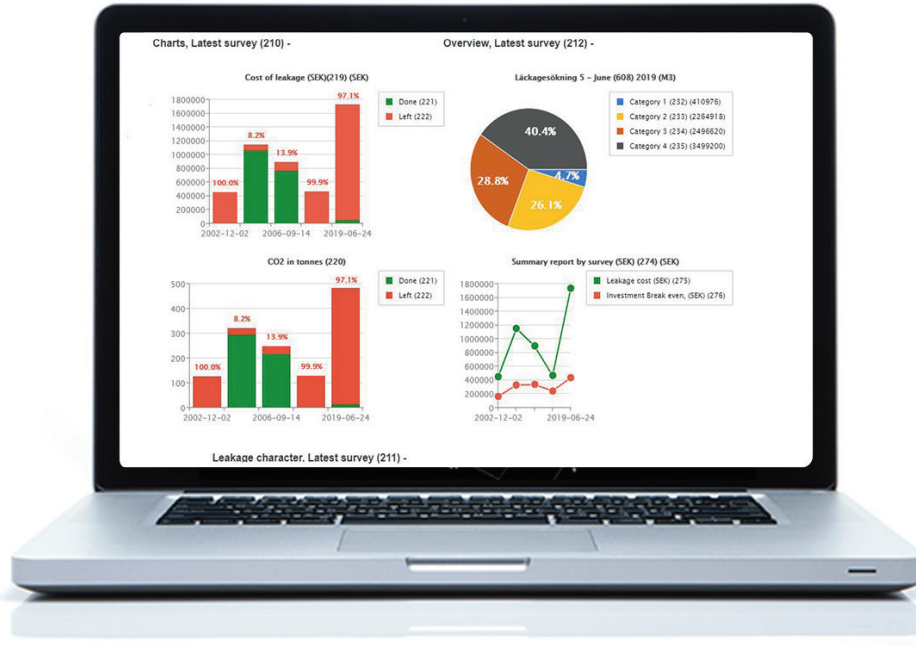 Charts, Latest survey (210) -
Overview, Latest survey (212) -
Cost of leakage (SEK)(219) (SEK)
1800000
1600000
1400000
1200000
1000000
800000
600000
400000
200000
0
100.0%
8.2%
13.9%
99.9%
97.1%
2002-12-02
2006-09-14
2019-06-24
Done (221)
Left (222)
Läckagesökning 5 – June (608) 2019 (M3)
40.4%
4.7%
28.8%
26.1%
Category 1 (232) (410976)
Category 2 (233) (2264918)
Category 3 (234) (2496620)
Category 4 (235) (3499200)
CO2 in tonnes (220)
500
400
300
200
100
0
100.0%
8.2%
13.9%
99.9%
97.1%
2002-12-02
2006-09-14
2019-06-24
Done (221)
Left (222)
Summary report by survey (SEK) (274) (SEK)
1800000
1600000
1400000
1200000
1000000
800000
600000
400000
200000
0
2002-12-02
2019-06-24
Leakage cost (SEK) (275)
Investment Break even, (SEK) (276)
Leakage character, Latest survey (211) -